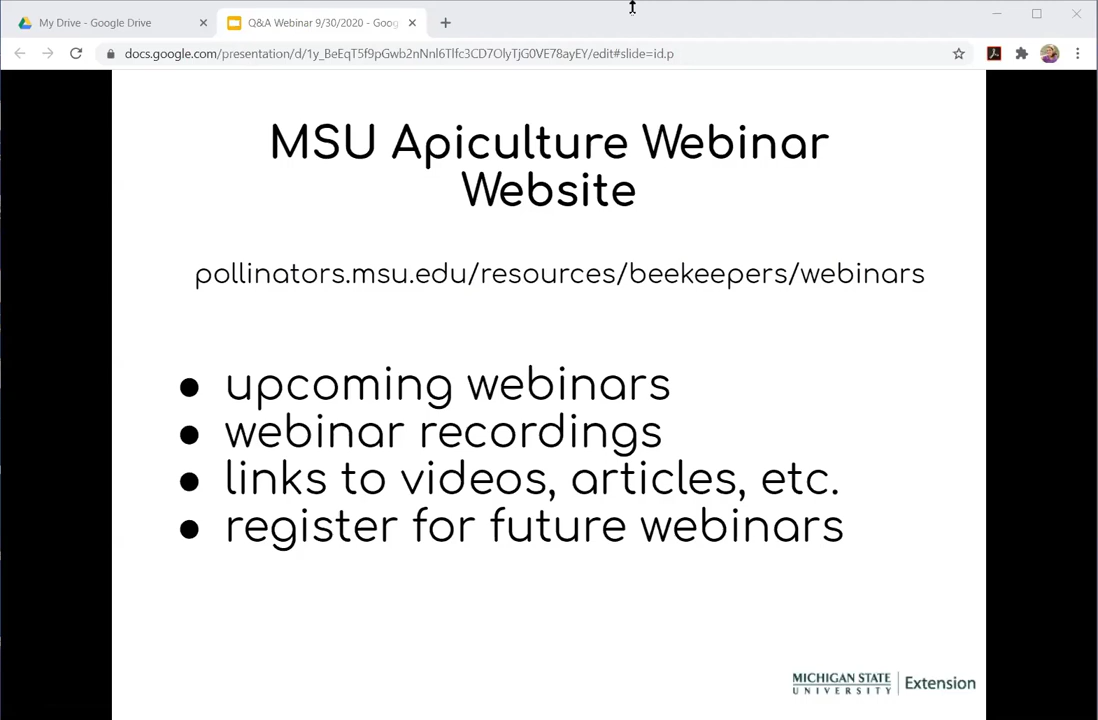 My Drive - Google Drive
Q&A Webinar 9/30/2020 - Goog
docs.google.com/presentation/d/1y_BeEqT5f9pGwb2nNnl6Tlfc3CD7OlyTjG0VE78ayEY/edit#slide=id.p
MSU Apiculture Webinar
Website
pollinators.msu.edu/resources/beekeepers/webinars
● upcoming webinars
● webinar recordings
● links to videos, articles, etc.
● register for future webinars
MICHIGAN STATE
UNIVERSITY
Extension